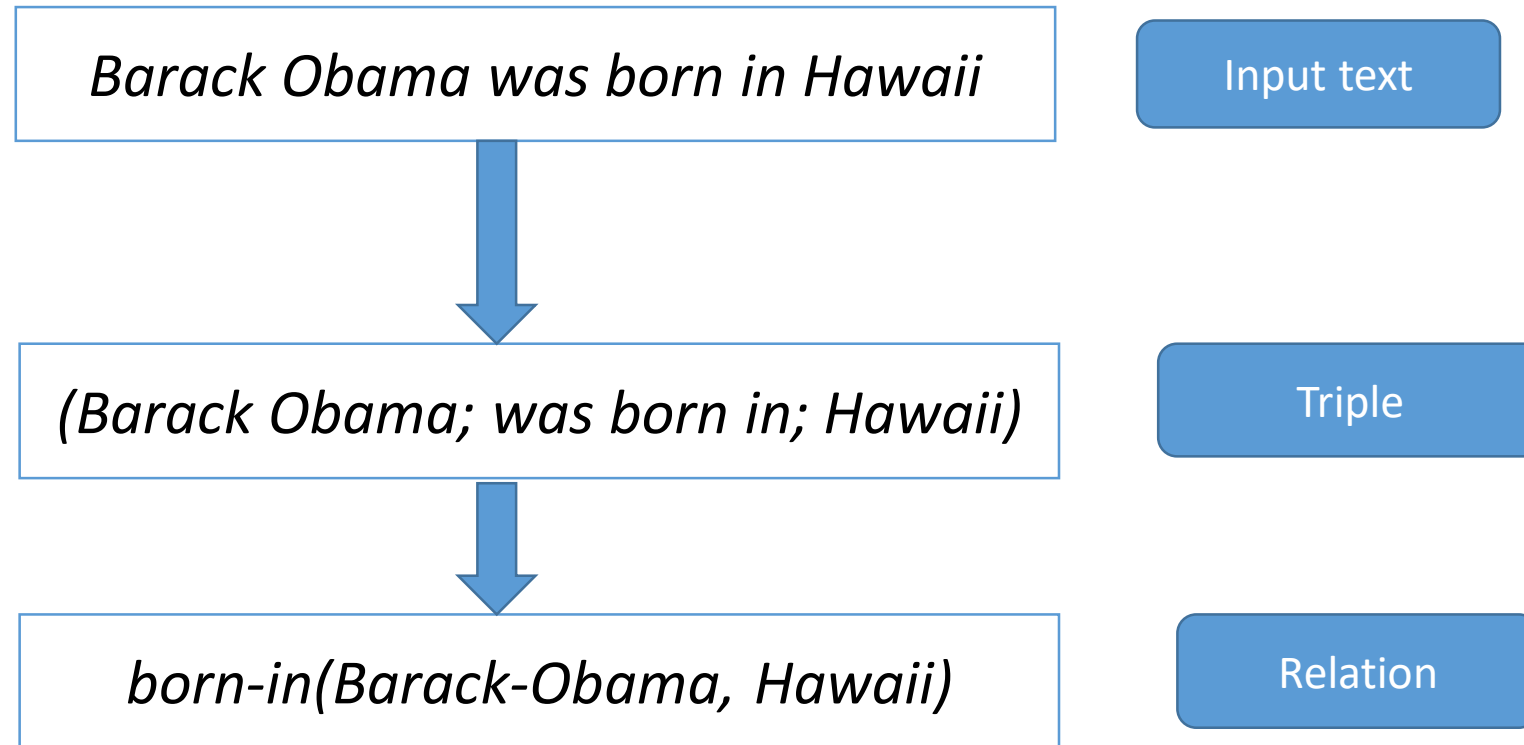 Barack Obama was born in Hawaii
Input text
(Barack Obama; was born in; Hawaii)
Triple
born-in(Barack-Obama, Hawaii)
Relation